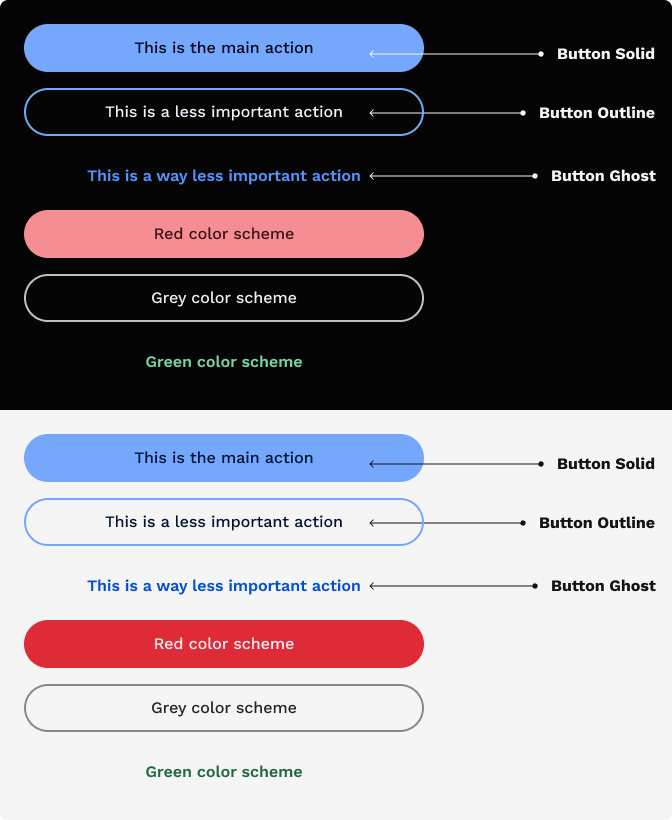 This is the main action
Button Solid
This is a less important action
Button Outline
This is a way less important action
Button Ghost
Red color scheme
Grey color scheme
Green color scheme
This is the main action
Button Solid
This is a less important action
Button Outline
This is a way less important action
Button Ghost
Red color scheme
Grey color scheme
Green color scheme